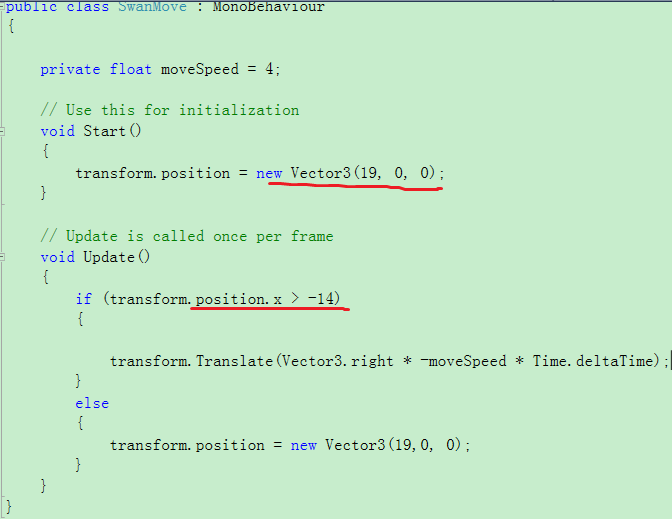 public class SwanMove : MonoBehaviour
{
private float moveSpeed = 4;
// Use this for initialization
void Start()
{
transform.position = new Vector3(19, 0, 0);
}
// Update is called once per frame
void Update()
{
if (transform.position.x > -14)
{
transform.Translate(Vector3.right * -moveSpeed * Time.deltaTime);
}
else
{
transform.position = new Vector3(19,0, 0);
}
}
}